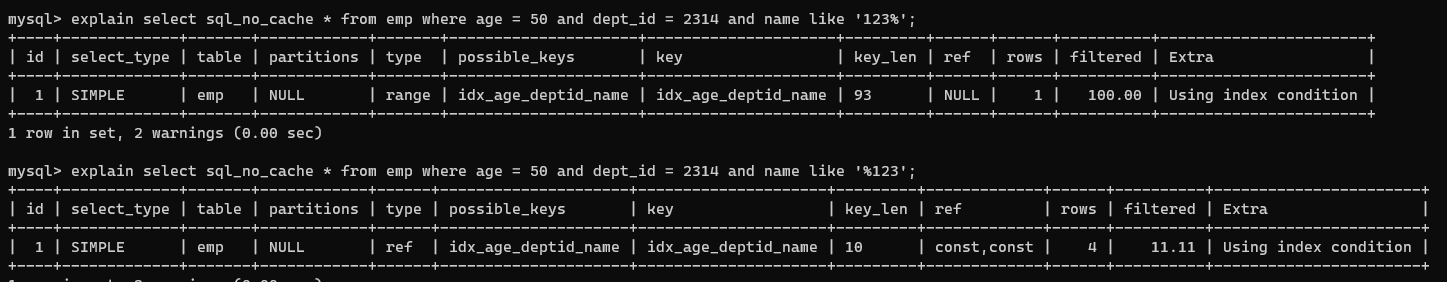 mysql> explain select sql_no_cache * from emp where age = 50 and dept_id = 2314 and name like '123%';
+----+-------------+-------+------------+-------+----------------------+----------------------+---------+------+------+----------+-----------------------+
| id | select_type | table | partitions | type  | possible_keys        | key                  | key_len | ref  | rows | filtered | Extra                 |
+----+-------------+-------+------------+-------+----------------------+----------------------+---------+------+------+----------+-----------------------+
|  1 | SIMPLE      | emp   | NULL       | range | idx_age_deptid_name | idx_age_deptid_name | 93      | NULL |    1 |   100.00 | Using index condition |
+----+-------------+-------+------------+-------+----------------------+----------------------+---------+------+------+----------+-----------------------+
1 row in set, 2 warnings (0.00 sec)
mysql> explain select sql_no_cache * from emp where age = 50 and dept_id = 2314 and name like '%123';
+----+-------------+-------+------------+------+----------------------+----------------------+---------+-------------+------+----------+-----------------------+
| id | select_type | table | partitions | type | possible_keys       | key                 | key_len | ref         | rows | filtered | Extra                 |
+----+-------------+-------+------------+------+----------------------+----------------------+---------+-------------+------+----------+-----------------------+
|  1 | SIMPLE      | emp   | NULL       | ref  | idx_age_deptid_name | idx_age_deptid_name | 10      | const,const |    4 |    11.11 | Using index condition |
+----+-------------+-------+------------+------+----------------------+----------------------+---------+-------------+------+----------+-----------------------+